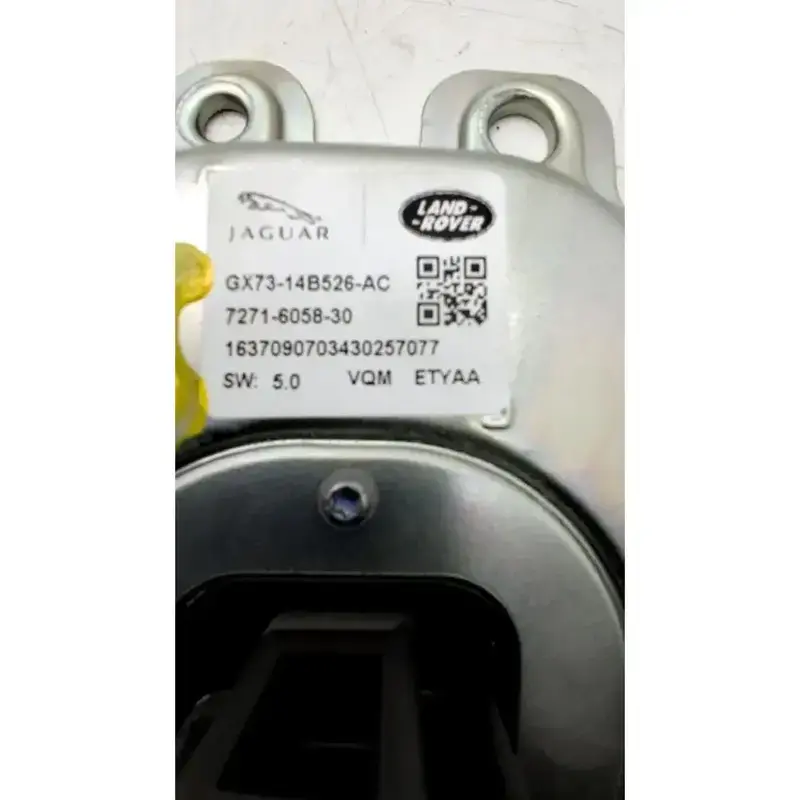 JAGUAR
LAND-
-ROVER
GX73-14B526-AC
7271-6058-30
1637090703430257077
SW: 5.0 VQM ETYAA